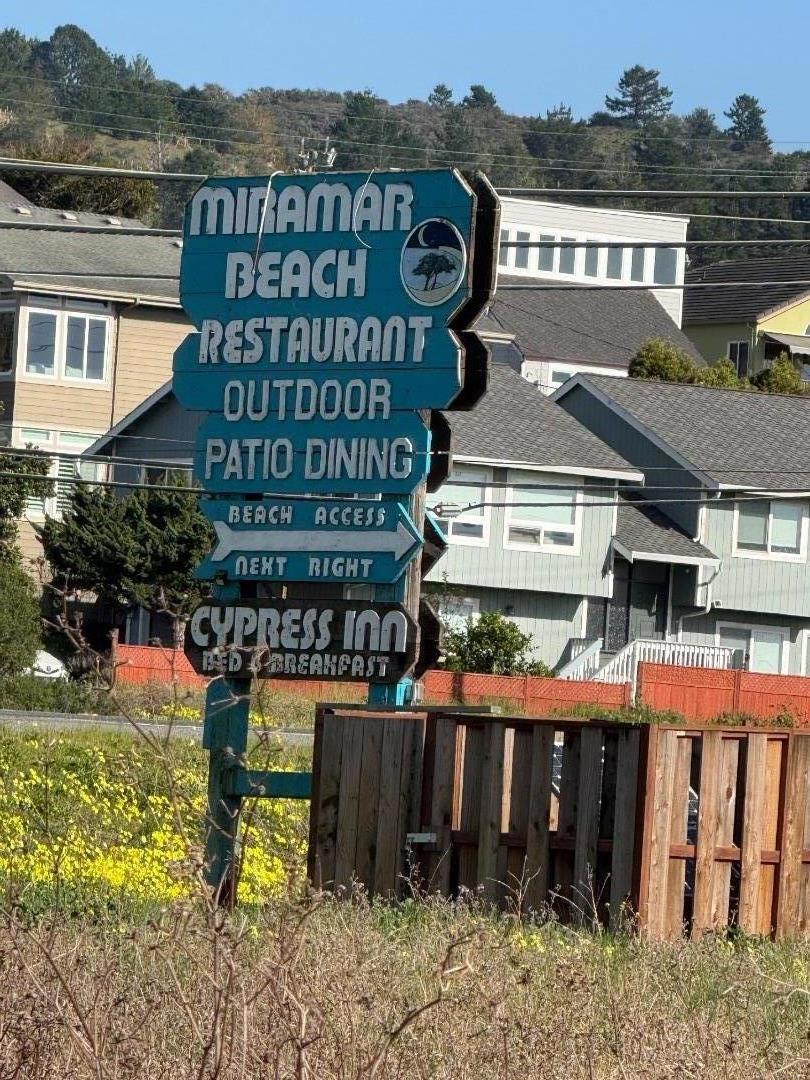 MIRAMAR
BEACH
RESTAURANT
OUTDOOR
PATIO DINING
BEACH ACCESS
NEXT RIGHT
CYPRESS INN
BED & BREAKFAST